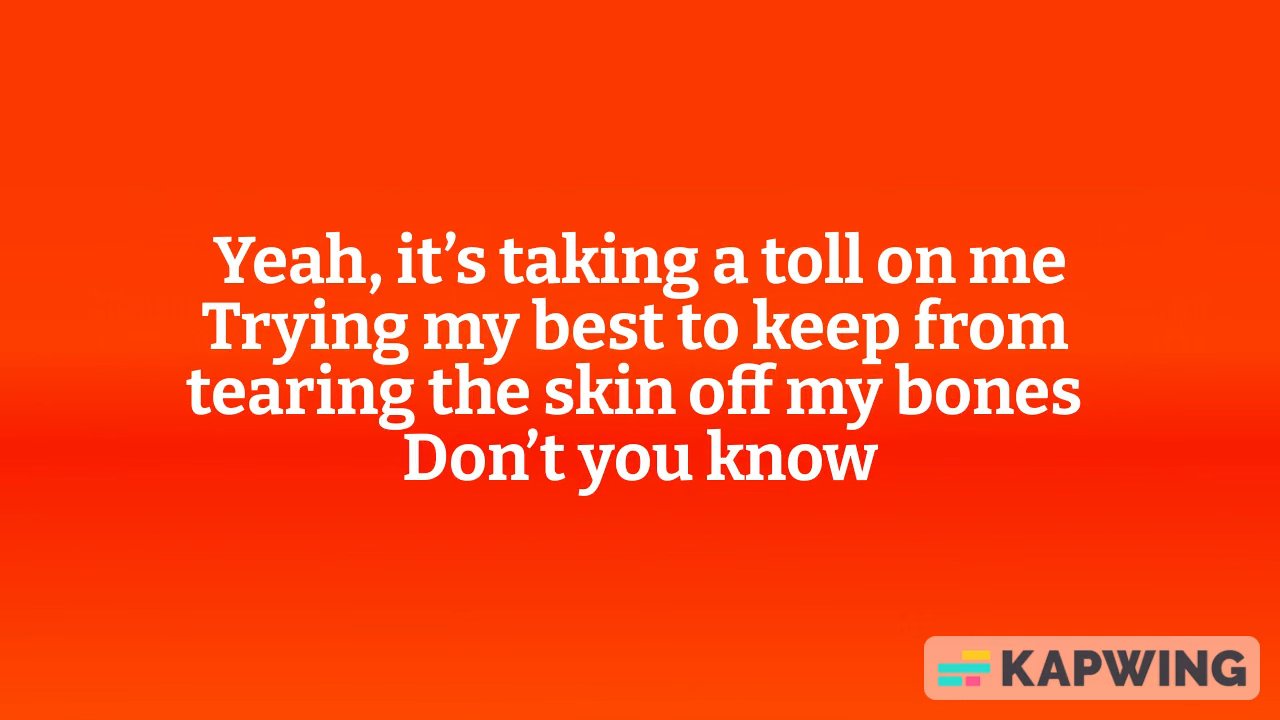 Yeah, it’s taking a toll on me
Trying my best to keep from
tearing the skin off my bones
Don’t you know
KAPWING